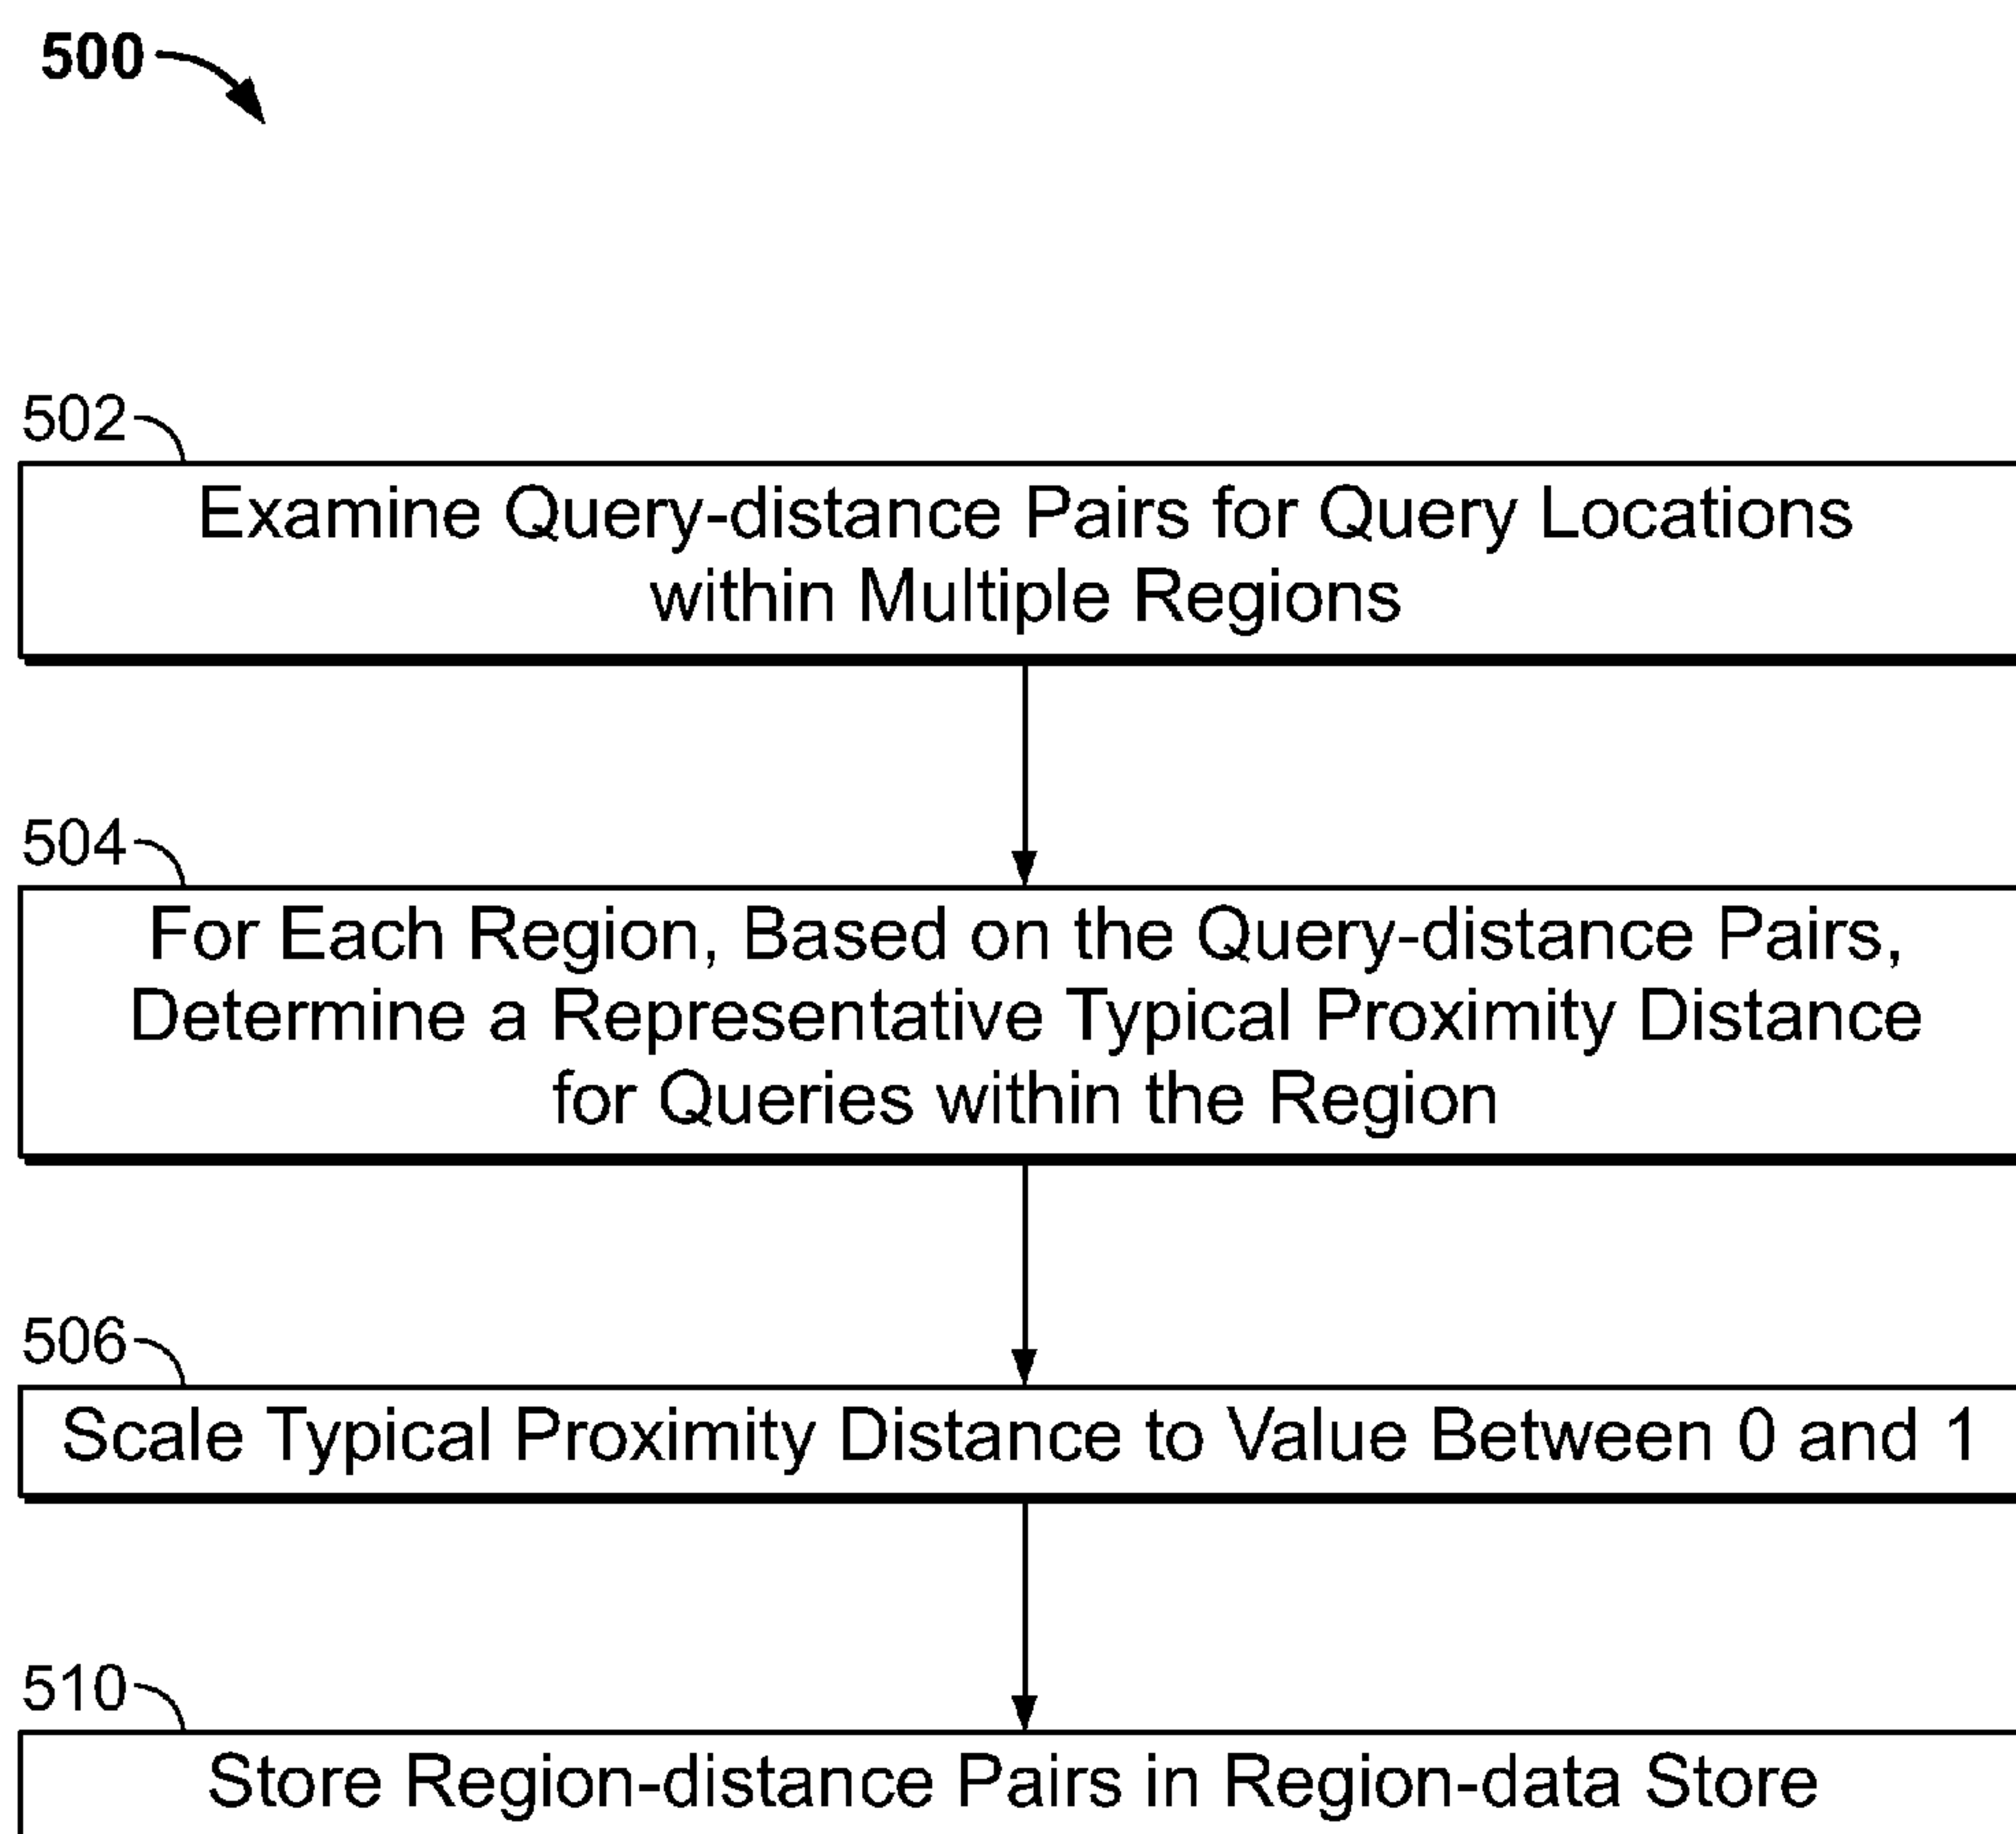 500
502
Examine Query-distance Pairs for Query Locations
within Multiple Regions
504
For Each Region, Based on the Query-distance Pairs,
Determine a Representative Typical Proximity Distance
for Queries within the Region
506
Scale Typical Proximity Distance to Value Between 0 and 1
510
Store Region-distance Pairs in Region-data Store